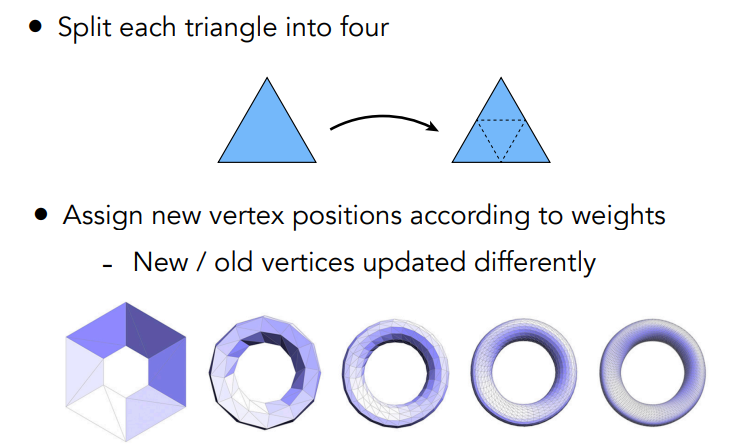 • Split each triangle into four
• Assign new vertex positions according to weights
- New / old vertices updated differently